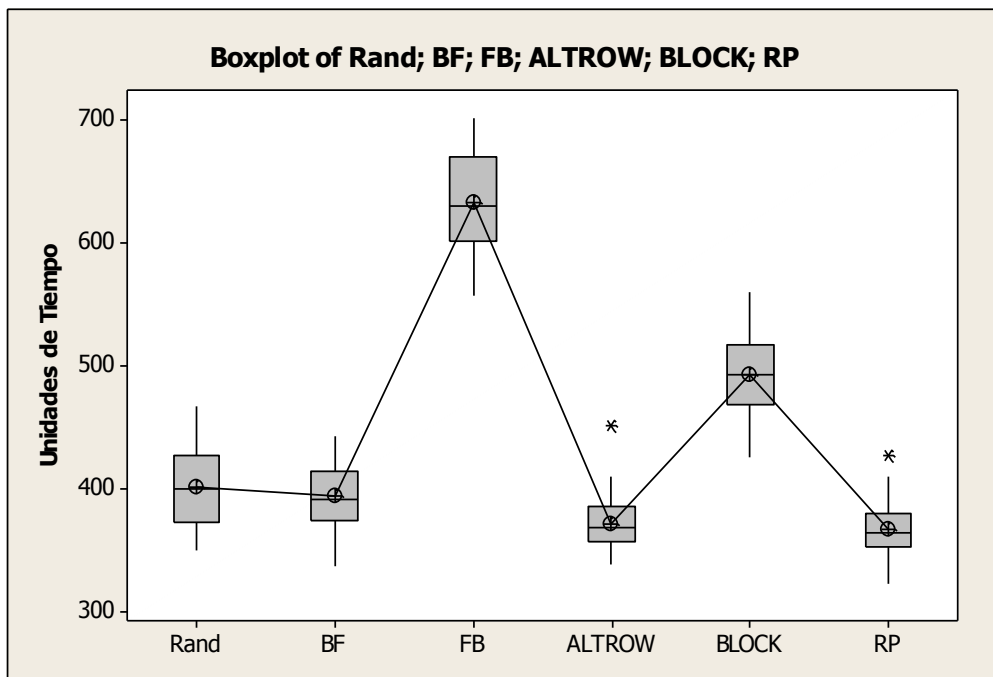 Boxplot of Rand; BF; FB; ALTROW; BLOCK; RP
Unidades de Tiempo
700
600
500
400
300
Rand BF FB ALTROW BLOCK RP